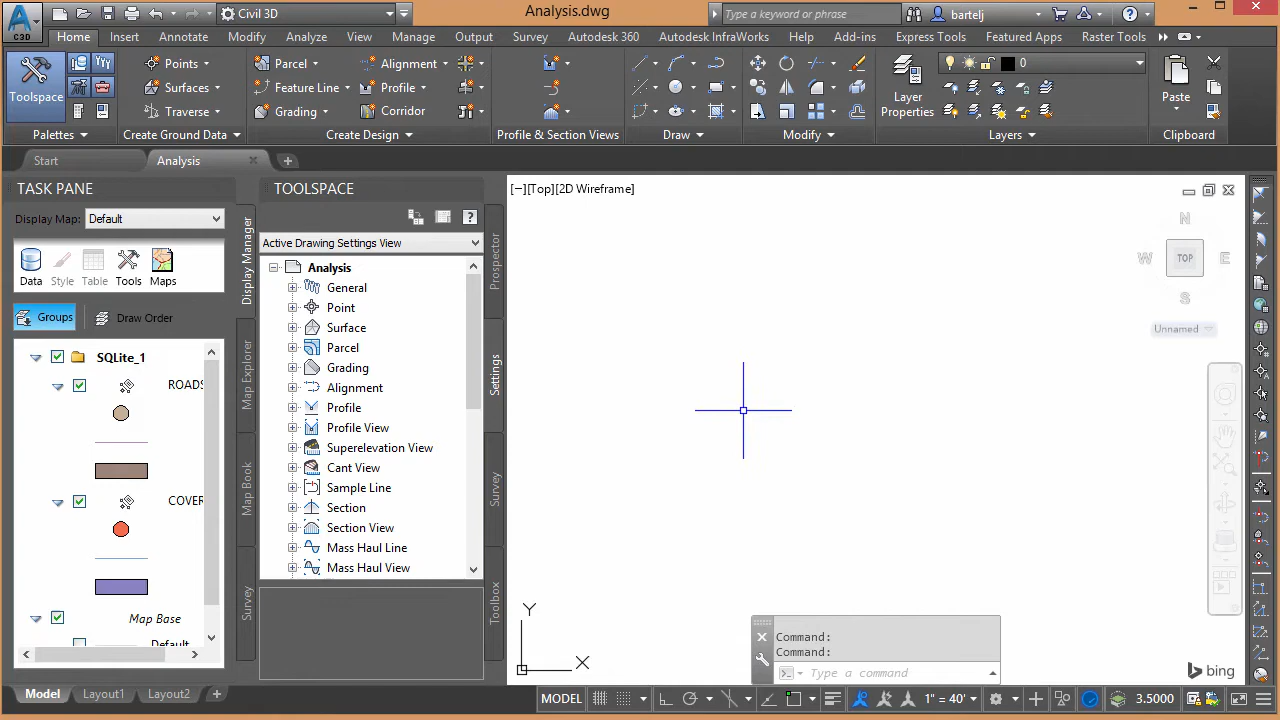 Civil 3D
Analysis.dwg
Type a keyword or phrase
bartelj
C3D
Home Insert Annotate Modify Analyze View Manage Output Survey Autodesk 360 Autodesk InfraWorks Help Add-ins Express Tools Featured Apps Raster Tools
Toolspace
Points
Surfaces
Traverse
Parcel
Feature Line
Grading
Alignment
Profile
Corridor
Layer
Properties
0
Paste
Palettes
Create Ground Data
Create Design
Profile & Section Views
Draw
Modify
Layers
Clipboard
Start
Analysis
TASK PANE
Display Map: Default
Data Style Table Tools Maps
Groups Draw Order
SQLite_1
ROADS
COVER
Map Base
Default
Display Manager
Map Explorer
Map Book
Survey
TOOLSPACE
Active Drawing Settings View
Analysis
General
Point
Surface
Parcel
Grading
Alignment
Profile
Profile View
Superelevation View
Cant View
Sample Line
Section
Section View
Mass Haul Line
Mass Haul View
Prospector
Settings
Survey
Toolbox
[−][Top][2D Wireframe]
N
W TOP E
S
Unnamed
Y
X
Command:
Command:
Type a command
bing
Model Layout1 Layout2
MODEL
1" = 40'
3.5000